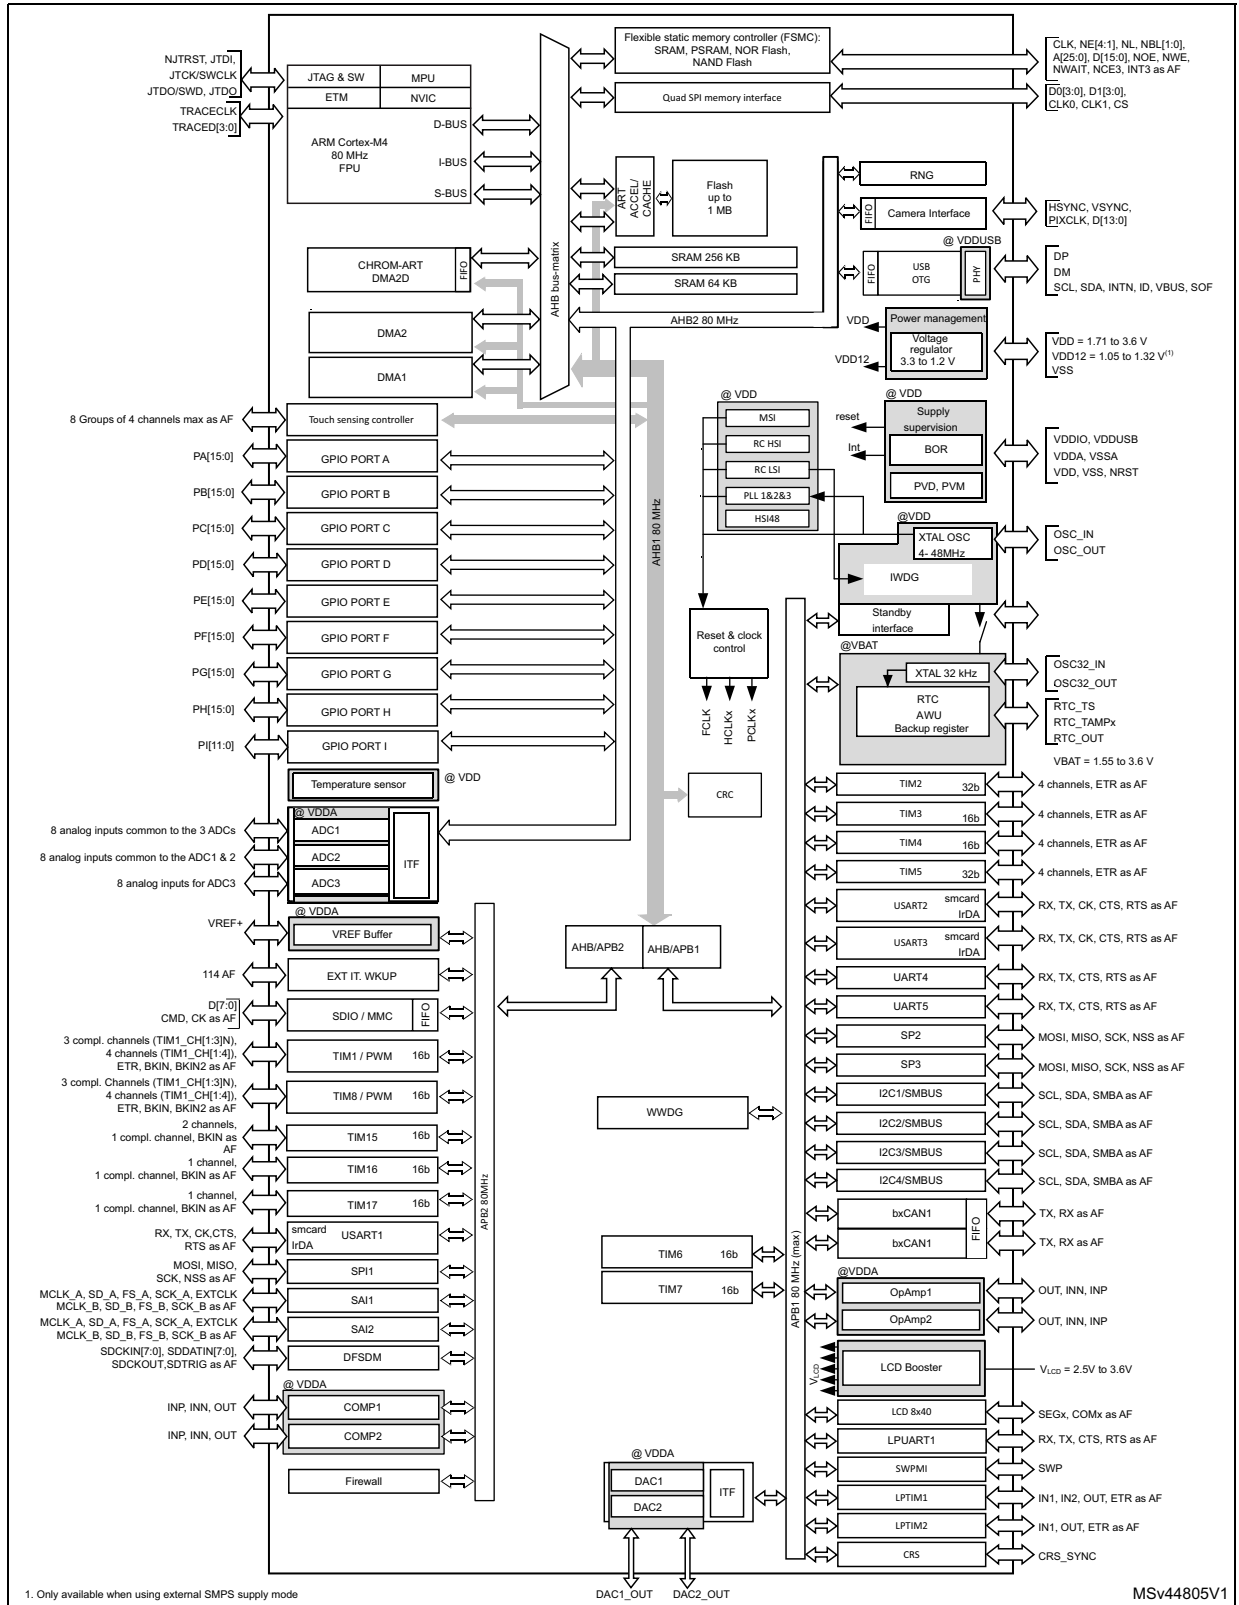 NJTRST, JTDI,
JTCK/SWCLK
JTDO/SWD, JTDO
TRACECLK
TRACED[3:0]
JTAG & SW
MPU
ETM
NVIC
ARM Cortex-M4
80 MHz
FPU
D-BUS
I-BUS
S-BUS
AHB bus-matrix
Flexible static memory controller (FSMC):
SRAM, PSRAM, NOR Flash,
NAND Flash
CLK, NE[4:1], NL, NBL[1:0],
A[25:0], D[15:0], NOE, NWE,
NWAIT, NCE3, INT3 as AF
Quad SPI memory interface
D0[3:0], D1[3:0],
CLK0, CLK1, CS
ART
ACCEL/
CACHE
Flash
up to
1 MB
RNG
FIFO
Camera Interface
HSYNC, VSYNC,
PIXCLK, D[13:0]
@ VDDUSB
FIFO
USB
OTG
PHY
DP
DM
SCL, SDA, INTN, ID, VBUS, SOF
CHROM-ART
DMA2D
FIFO
SRAM 256 KB
SRAM 64 KB
AHB2 80 MHz
DMA2
DMA1
VDD
VDD12
Power management
Voltage
regulator
3.3 to 1.2 V
VDD = 1.71 to 3.6 V
VDD12 = 1.05 to 1.32 V(1)
VSS
@ VDD
MSI
RC HSI
RC LSI
PLL 1&2&3
HSI48
@ VDD
reset
Int
Supply
supervision
BOR
PVD, PVM
VDDIO, VDDUSB
VDDA, VSSA
VDD, VSS, NRST
8 Groups of 4 channels max as AF
Touch sensing controller
PA[15:0]
GPIO PORT A
PB[15:0]
GPIO PORT B
PC[15:0]
GPIO PORT C
PD[15:0]
GPIO PORT D
PE[15:0]
GPIO PORT E
PF[15:0]
GPIO PORT F
PG[15:0]
GPIO PORT G
PH[15:0]
GPIO PORT H
PI[11:0]
GPIO PORT I
AHB1 80 MHz
@VDD
XTAL OSC
4- 48MHz
IWDG
OSC_IN
OSC_OUT
Standby
interface
Reset & clock
control
FCLK
HCLKx
PCLKx
@VBAT
XTAL 32 kHz
RTC
AWU
Backup register
OSC32_IN
OSC32_OUT
RTC_TS
RTC_TAMPx
RTC_OUT
VBAT = 1.55 to 3.6 V
Temperature sensor
@ VDD
@ VDDA
ADC1
ADC2
ADC3
ITF
8 analog inputs common to the 3 ADCs
8 analog inputs common to the ADC1 & 2
8 analog inputs for ADC3
CRC
AHB/APB2
AHB/APB1
VREF+
@ VDDA
VREF Buffer
114 AF
EXT IT. WKUP
D[7:0]
CMD, CK as AF
SDIO / MMC
FIFO
3 compl. channels (TIM1_CH[1:3]N),
4 channels (TIM1_CH[1:4]),
ETR, BKIN, BKIN2 as AF
TIM1 / PWM
16b
3 compl. Channels (TIM1_CH[1:3]N),
4 channels (TIM1_CH[1:4]),
ETR, BKIN, BKIN2 as AF
TIM8 / PWM
16b
2 channels,
1 compl. channel, BKIN as
AF
TIM15
16b
1 channel,
1 compl. channel, BKIN as AF
TIM16
16b
1 channel,
1 compl. channel, BKIN as AF
TIM17
16b
RX, TX, CK,CTS,
RTS as AF
smcard
IrDA
USART1
MOSI, MISO,
SCK, NSS as AF
SPI1
MCLK_A, SD_A, FS_A, SCK_A, EXTCLK
MCLK_B, SD_B, FS_B, SCK_B as AF
SAI1
MCLK_A, SD_A, FS_A, SCK_A, EXTCLK
MCLK_B, SD_B, FS_B, SCK_B as AF
SAI2
SDCKIN[7:0], SDDATIN[7:0],
SDCKOUT,SDTRIG as AF
DFSDM
@ VDDA
INP, INN, OUT
COMP1
INP, INN, OUT
COMP2
Firewall
APB2 80MHz
WWDG
TIM6
16b
TIM7
16b
@ VDDA
DAC1
DAC2
ITF
DAC1_OUT
DAC2_OUT
APB1 80 MHz (max)
TIM2
32b
4 channels, ETR as AF
TIM3
16b
4 channels, ETR as AF
TIM4
16b
4 channels, ETR as AF
TIM5
32b
4 channels, ETR as AF
USART2
smcard
IrDA
RX, TX, CK, CTS, RTS as AF
USART3
smcard
IrDA
RX, TX, CK, CTS, RTS as AF
UART4
RX, TX, CTS, RTS as AF
UART5
RX, TX, CTS, RTS as AF
SP2
MOSI, MISO, SCK, NSS as AF
SP3
MOSI, MISO, SCK, NSS as AF
I2C1/SMBUS
SCL, SDA, SMBA as AF
I2C2/SMBUS
SCL, SDA, SMBA as AF
I2C3/SMBUS
SCL, SDA, SMBA as AF
I2C4/SMBUS
SCL, SDA, SMBA as AF
bxCAN1
TX, RX as AF
bxCAN1
TX, RX as AF
FIFO
@VDDA
OpAmp1
OUT, INN, INP
OpAmp2
OUT, INN, INP
VLCD
LCD Booster
VLCD = 2.5V to 3.6V
LCD 8x40
SEGx, COMx as AF
LPUART1
RX, TX, CTS, RTS as AF
SWPMI
SWP
LPTIM1
IN1, IN2, OUT, ETR as AF
LPTIM2
IN1, OUT, ETR as AF
CRS
CRS_SYNC
1. Only available when using external SMPS supply mode
MSv44805V1